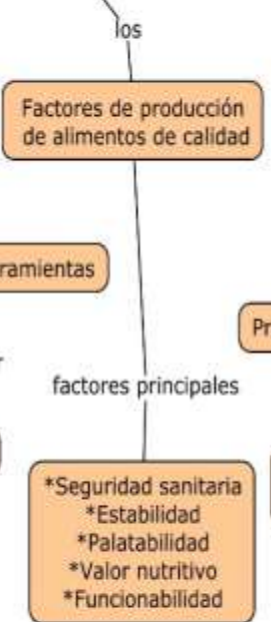 los
Factores de producción
de alimentos de calidad
ramientas
Pr
factores principales
*Seguridad sanitaria
*Estabilidad
*Palatabilidad
*Valor nutritivo
*Funcionabilidad